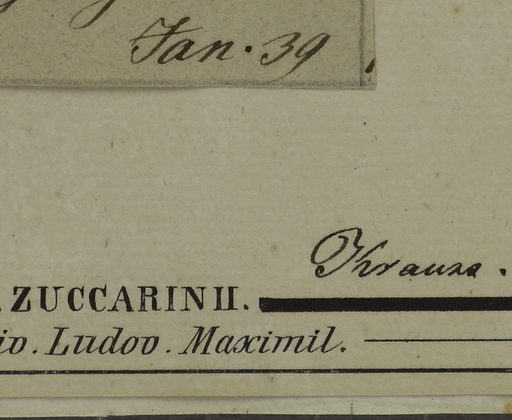 Jan. 39
Krauss.
ZUCCARINII.
iv. Ludov. Maximil.